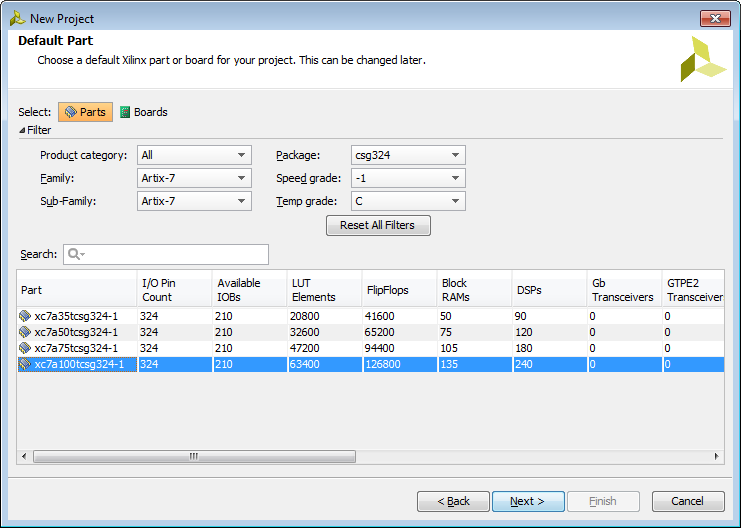 New Project
Default Part
Choose a default Xilinx part or board for your project. This can be changed later.
Select: Parts Boards
Filter
Product category: All Package: csg324
Family: Artix-7 Speed grade: -1
Sub-Family: Artix-7 Temp grade: C
Reset All Filters
Search:
Part I/O Pin Count Available IOBs LUT Elements FlipFlops Block RAMs DSPs Gb Transceivers GTPE2 Transceiver
xc7a35tcsg324-1 324 210 20800 41600 50 90 0 0
xc7a50tcsg324-1 324 210 32600 65200 75 120 0 0
xc7a75tcsg324-1 324 210 47200 94400 105 180 0 0
xc7a100tcsg324-1 324 210 63400 126800 135 240 0 0
< Back Next > Finish Cancel